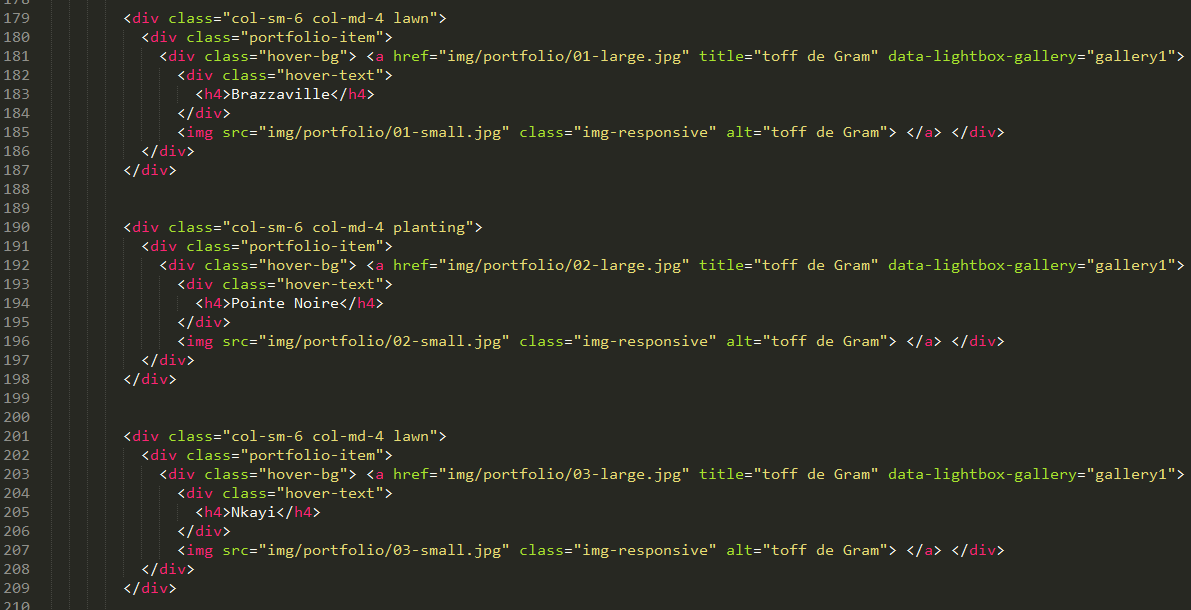 178
179 <div class="col-sm-6 col-md-4 lawn">
180 <div class="portfolio-item">
181 <div class="hover-bg"> <a href="img/portfolio/01-large.jpg" title="toff de Gram" data-lightbox-gallery="gallery1">
182 <div class="hover-text">
183 <h4>Brazzaville</h4>
184 </div>
185 <img src="img/portfolio/01-small.jpg" class="img-responsive" alt="toff de Gram"> </a> </div>
186 </div>
187 </div>
188
189
190 <div class="col-sm-6 col-md-4 planting">
191 <div class="portfolio-item">
192 <div class="hover-bg"> <a href="img/portfolio/02-large.jpg" title="toff de Gram" data-lightbox-gallery="gallery1">
193 <div class="hover-text">
194 <h4>Pointe Noire</h4>
195 </div>
196 <img src="img/portfolio/02-small.jpg" class="img-responsive" alt="toff de Gram"> </a> </div>
197 </div>
198 </div>
199
200
201 <div class="col-sm-6 col-md-4 lawn">
202 <div class="portfolio-item">
203 <div class="hover-bg"> <a href="img/portfolio/03-large.jpg" title="toff de Gram" data-lightbox-gallery="gallery1">
204 <div class="hover-text">
205 <h4>Nkayi</h4>
206 </div>
207 <img src="img/portfolio/03-small.jpg" class="img-responsive" alt="toff de Gram"> </a> </div>
208 </div>
209 </div>
210